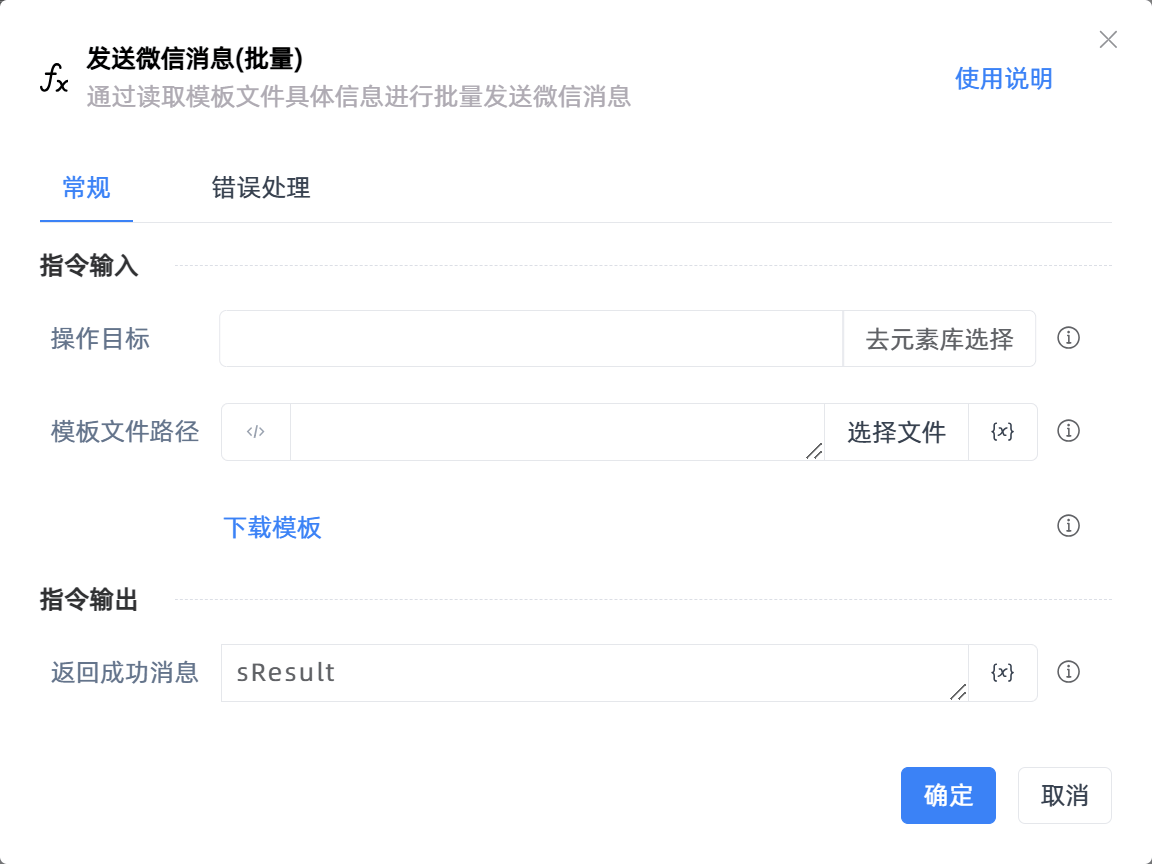 发送微信消息(批量)
通过读取模板文件具体信息进行批量发送微信消息
使用说明
常规
错误处理
指令输入
操作目标
去元素库选择
模板文件路径
</>
选择文件
{x}
下载模板
指令输出
返回成功消息
sResult
{x}
确定
取消